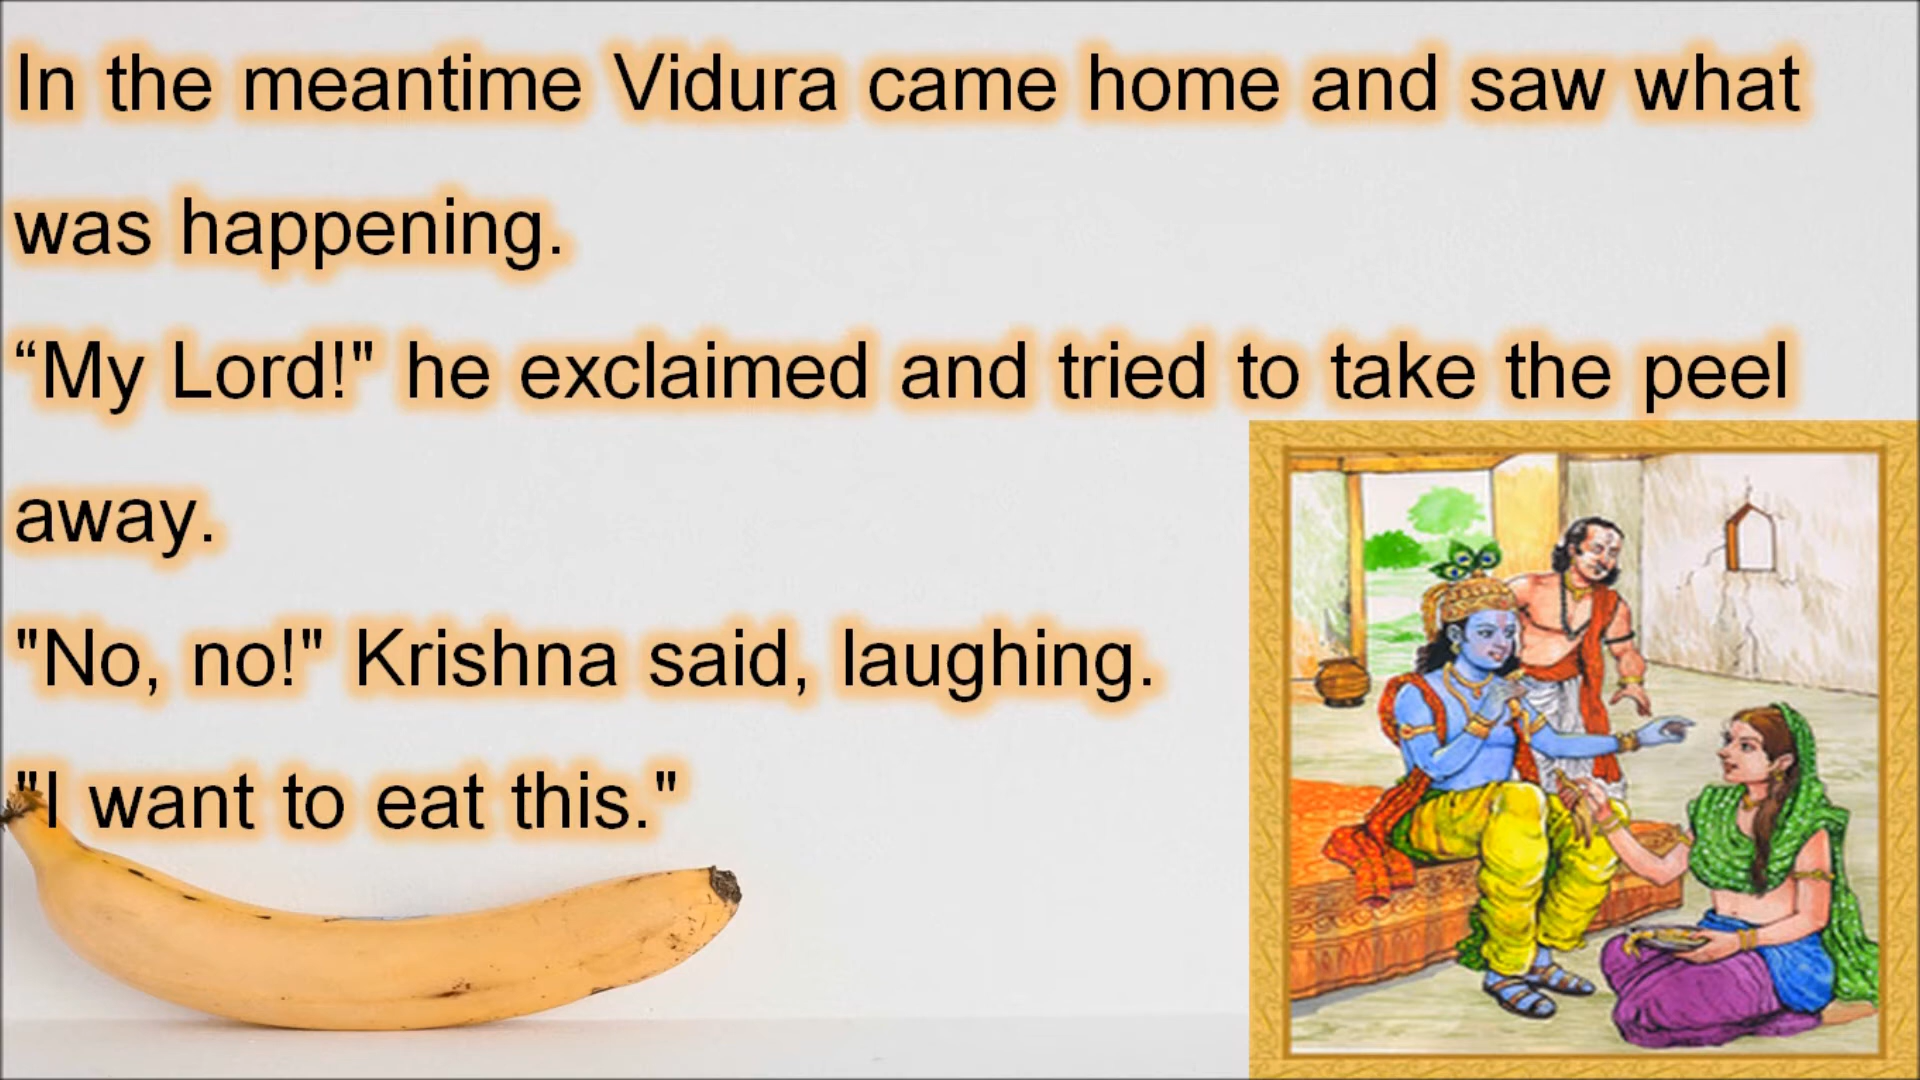 In the meantime Vidura came home and saw what
was happening.
“My Lord!" he exclaimed and tried to take the peel
away.
"No, no!" Krishna said, laughing.
"I want to eat this."